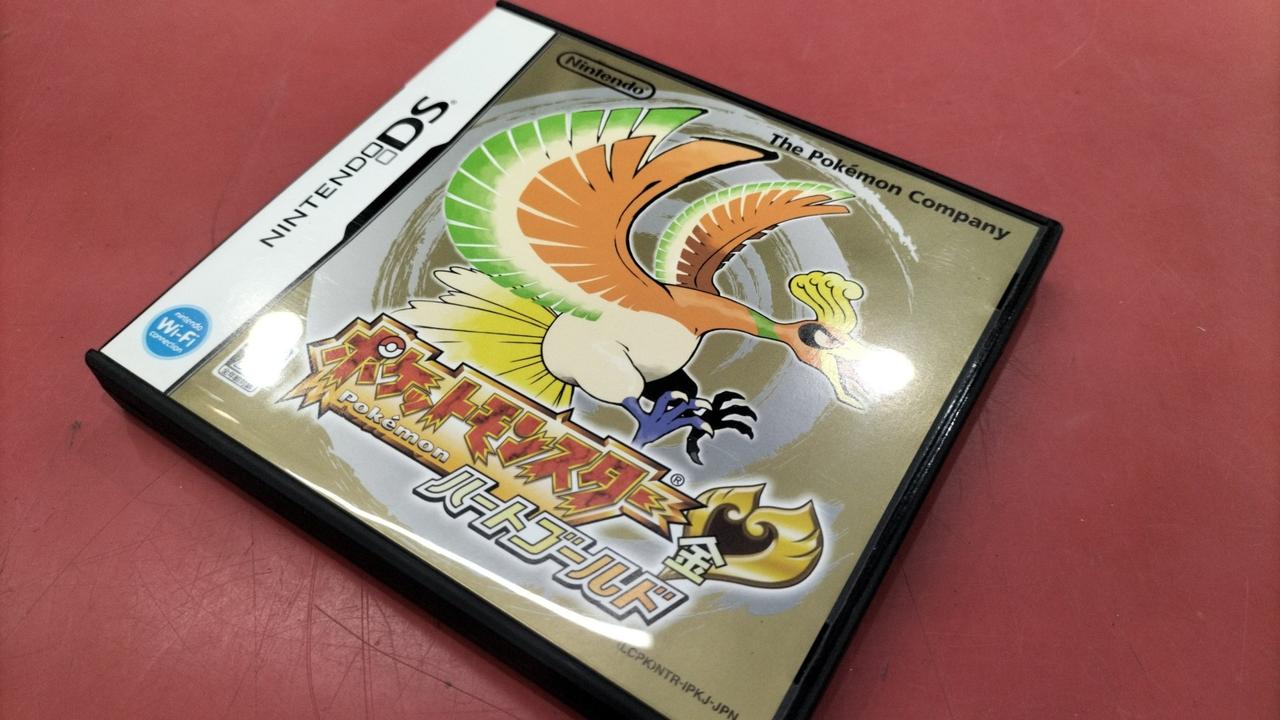 NINTENDO DS
Nintendo
The Pokémon Company
nintendo
Wi-Fi
connection
ポケットモンスター®
Pokémon
ハートゴールド
金
(LCPK)NTR-IPKJ-JPN